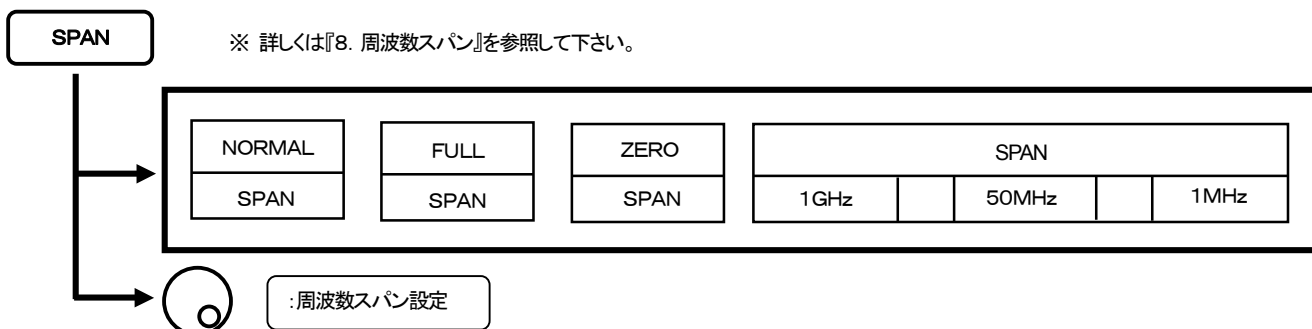 SPAN
※ 詳しくは『8. 周波数スパン』を参照して下さい。
NORMAL
SPAN
FULL
SPAN
ZERO
SPAN
SPAN
1GHz
50MHz
1MHz
:周波数スパン設定